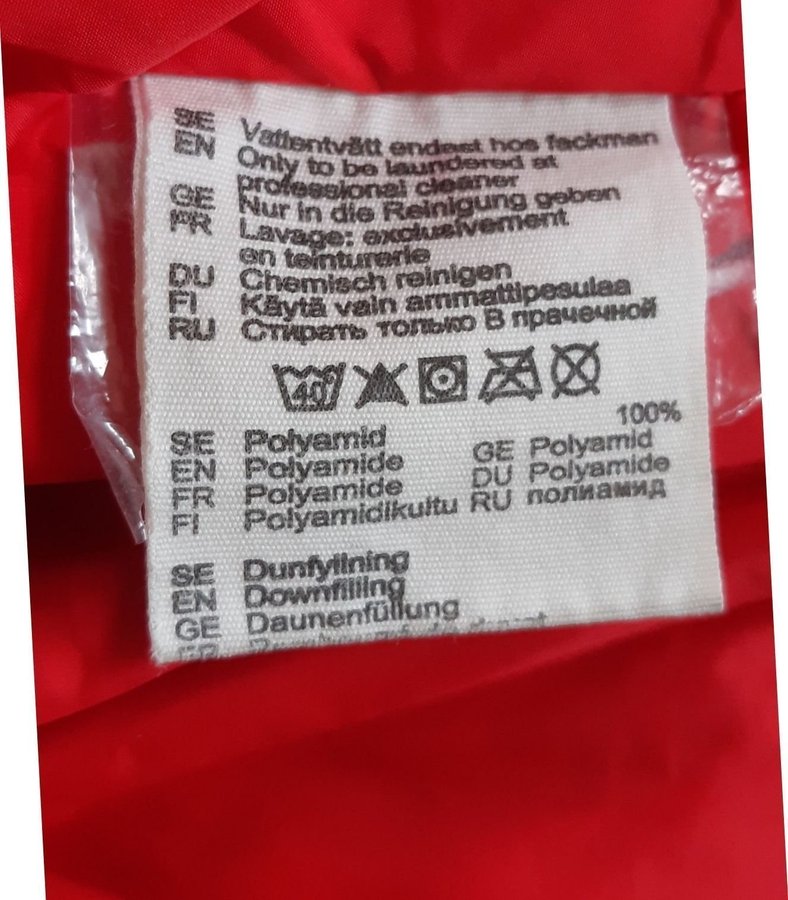 SE Vattentvätt endast hos fackman
EN Only to be laundered at
professional cleaner
GE Nur in die Reinigung geben
FR Lavage: exclusivement
en teinturerie
DU Chemisch reinigen
FI Käytä vain ammattipesulaa
RU Стирать только В прачечной
40
100%
SE Polyamid GE Polyamid
EN Polyamide DU Polyamide
FR Polyamide RU полиамид
FI Polyamidikuitu
SE Dunfyllning
EN Downfilling
GE Daunenfüllung
FR